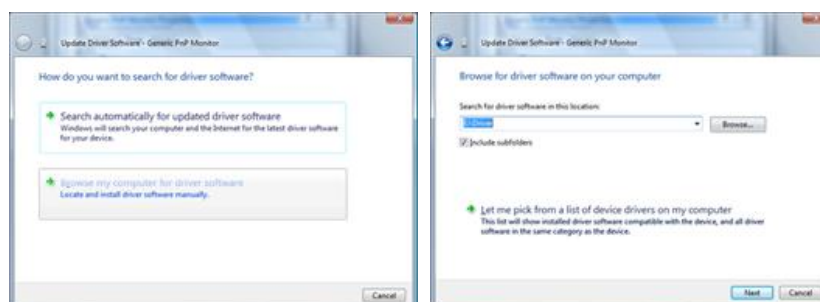 Update Driver Software - Generic PnP Monitor
How do you want to search for driver software?
Search automatically for updated driver software
Windows will search your computer and the Internet for the latest driver software
for your device.
Browse my computer for driver software
Locate and install driver software manually.
Cancel
Update Driver Software - Generic PnP Monitor
Browse for driver software on your computer
Search for driver software in this location:
Browse...
Include subfolders
Let me pick from a list of device drivers on my computer
This list will show installed driver software compatible with the device, and all driver
software in the same category as the device.
Next Cancel